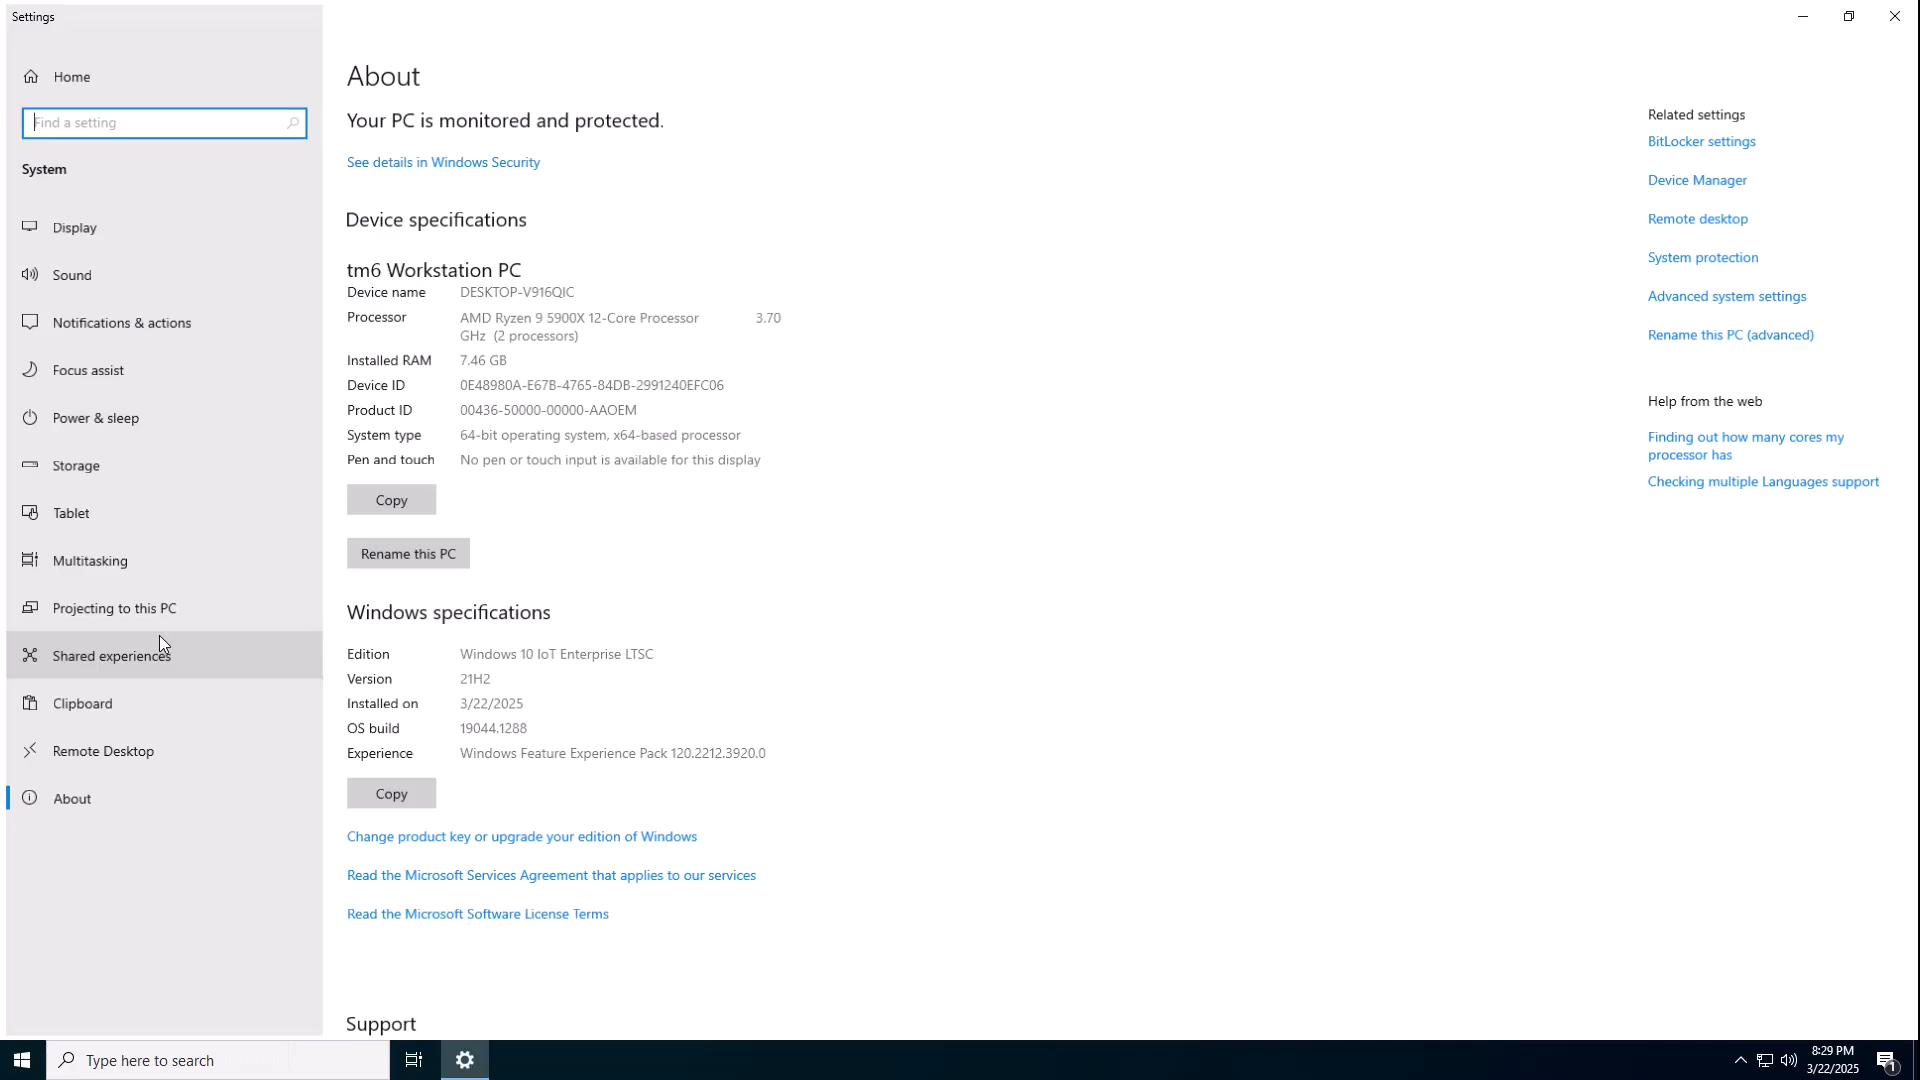 Settings
Home
Find a setting
System
Display
Sound
Notifications & actions
Focus assist
Power & sleep
Storage
Tablet
Multitasking
Projecting to this PC
Shared experiences
Clipboard
Remote Desktop
About
About
Your PC is monitored and protected.
See details in Windows Security
Device specifications
tm6 Workstation PC
Device name DESKTOP-V916QIC
Processor AMD Ryzen 9 5900X 12-Core Processor 3.70
GHz (2 processors)
Installed RAM 7.46 GB
Device ID 0E48980A-E67B-4765-84DB-2991240EFC06
Product ID 00436-50000-00000-AAOEM
System type 64-bit operating system, x64-based processor
Pen and touch No pen or touch input is available for this display
Copy
Rename this PC
Windows specifications
Edition Windows 10 IoT Enterprise LTSC
Version 21H2
Installed on 3/22/2025
OS build 19044.1288
Experience Windows Feature Experience Pack 120.2212.3920.0
Copy
Change product key or upgrade your edition of Windows
Read the Microsoft Services Agreement that applies to our services
Read the Microsoft Software License Terms
Support
Related settings
BitLocker settings
Device Manager
Remote desktop
System protection
Advanced system settings
Rename this PC (advanced)
Help from the web
Finding out how many cores my
processor has
Checking multiple Languages support
Type here to search
8:29 PM
3/22/2025
1